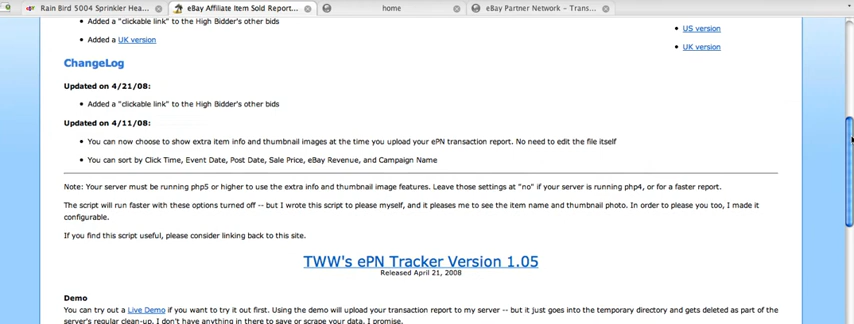 Rain Bird 5004 Sprinkler Hea...
eBay Affiliate Item Sold Report...
home
eBay Partner Network - Trans...
• Added a "clickable link" to the High Bidder's other bids
• Added a UK version
• US version
• UK version
ChangeLog
Updated on 4/21/08:
• Added a "clickable link" to the High Bidder's other bids
Updated on 4/11/08:
• You can now choose to show extra item info and thumbnail images at the time you upload your ePN transaction report. No need to edit the file itself
• You can sort by Click Time, Event Date, Post Date, Sale Price, eBay Revenue, and Campaign Name
Note: Your server must be running php5 or higher to use the extra info and thumbnail image features. Leave those settings at "no" if your server is running php4, or for a faster report.
The script will run faster with these options turned off -- but I wrote this script to please myself, and it pleases me to see the item name and thumbnail photo. In order to please you too, I made it
configurable.
If you find this script useful, please consider linking back to this site.
TWW's ePN Tracker Version 1.05
Released April 21, 2008
Demo
You can try out a Live Demo if you want to try it out first. Using the demo will upload your transaction report to my server -- but it just goes into the temporary directory and gets deleted as part of the
server's regular clean-up. I don't have anything in there to save or scrape your data, I promise.